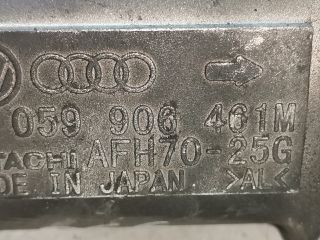 059 906 461M
TACHI AFH70-25G
DE IN JAPAN >AL<